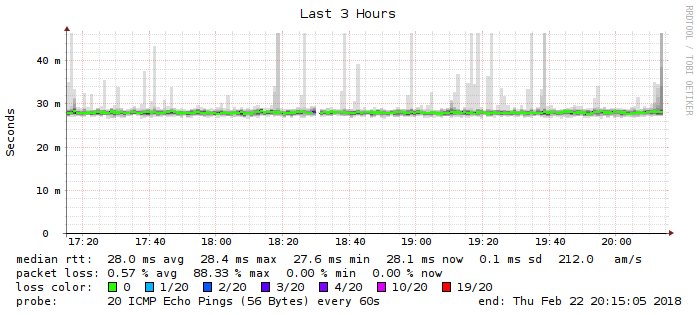 Last 3 Hours
RRDTOOL / TOBI OETIKER
Seconds
40 m
30 m
20 m
10 m
0
17:20 17:40 18:00 18:20 18:40 19:00 19:20 19:40 20:00
median rtt: 28.0 ms avg 28.4 ms max 27.6 ms min 28.1 ms now 0.1 ms sd 212.0 am/s
packet loss: 0.57 % avg 88.33 % max 0.00 % min 0.00 % now
loss color: 0 1/20 2/20 3/20 4/20 10/20 19/20
probe: 20 ICMP Echo Pings (56 Bytes) every 60s end: Thu Feb 22 20:15:05 2018